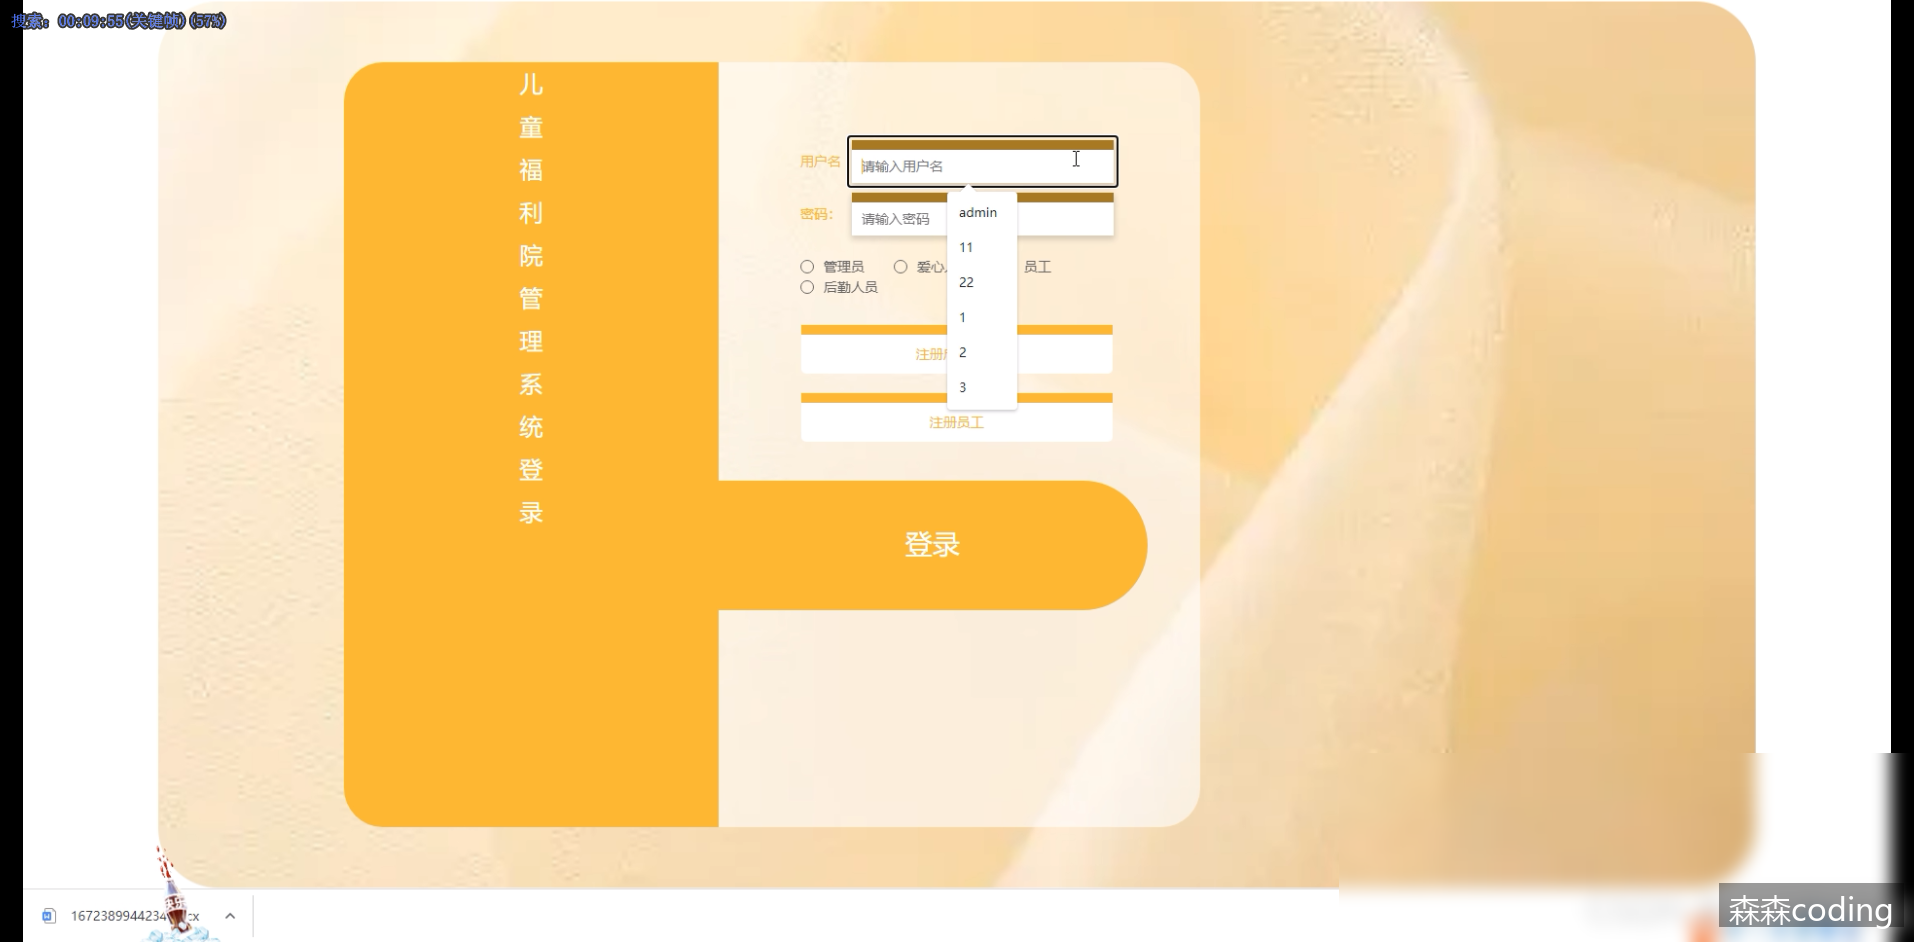 搜索: 00:09:55(关键帧)(57%)
儿
童
福
利
院
管
理
系
统
登
录
用户名
请输入用户名
密码：
请输入密码
admin
11
22
1
2
3
管理员
爱心
员工
后勤人员
注册
注册员工
登录
1672389944234
cx
森森coding